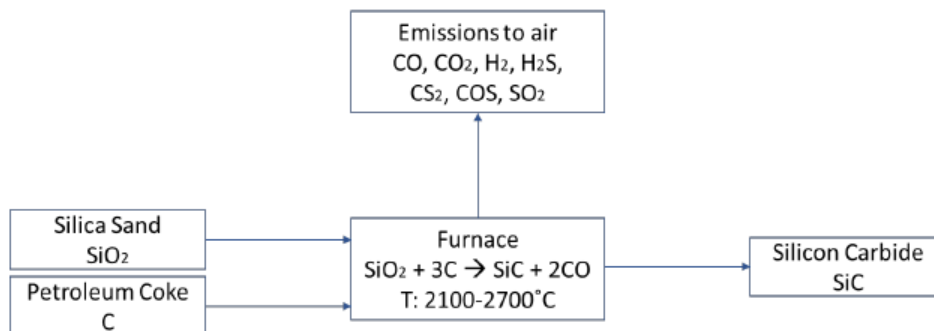 Emissions to air
CO, CO₂, H₂, H₂S,
CS₂, COS, SO₂
Silica Sand
SiO₂
Petroleum Coke
C
Furnace
SiO₂ + 3C → SiC + 2CO
T: 2100-2700˚C
Silicon Carbide
SiC